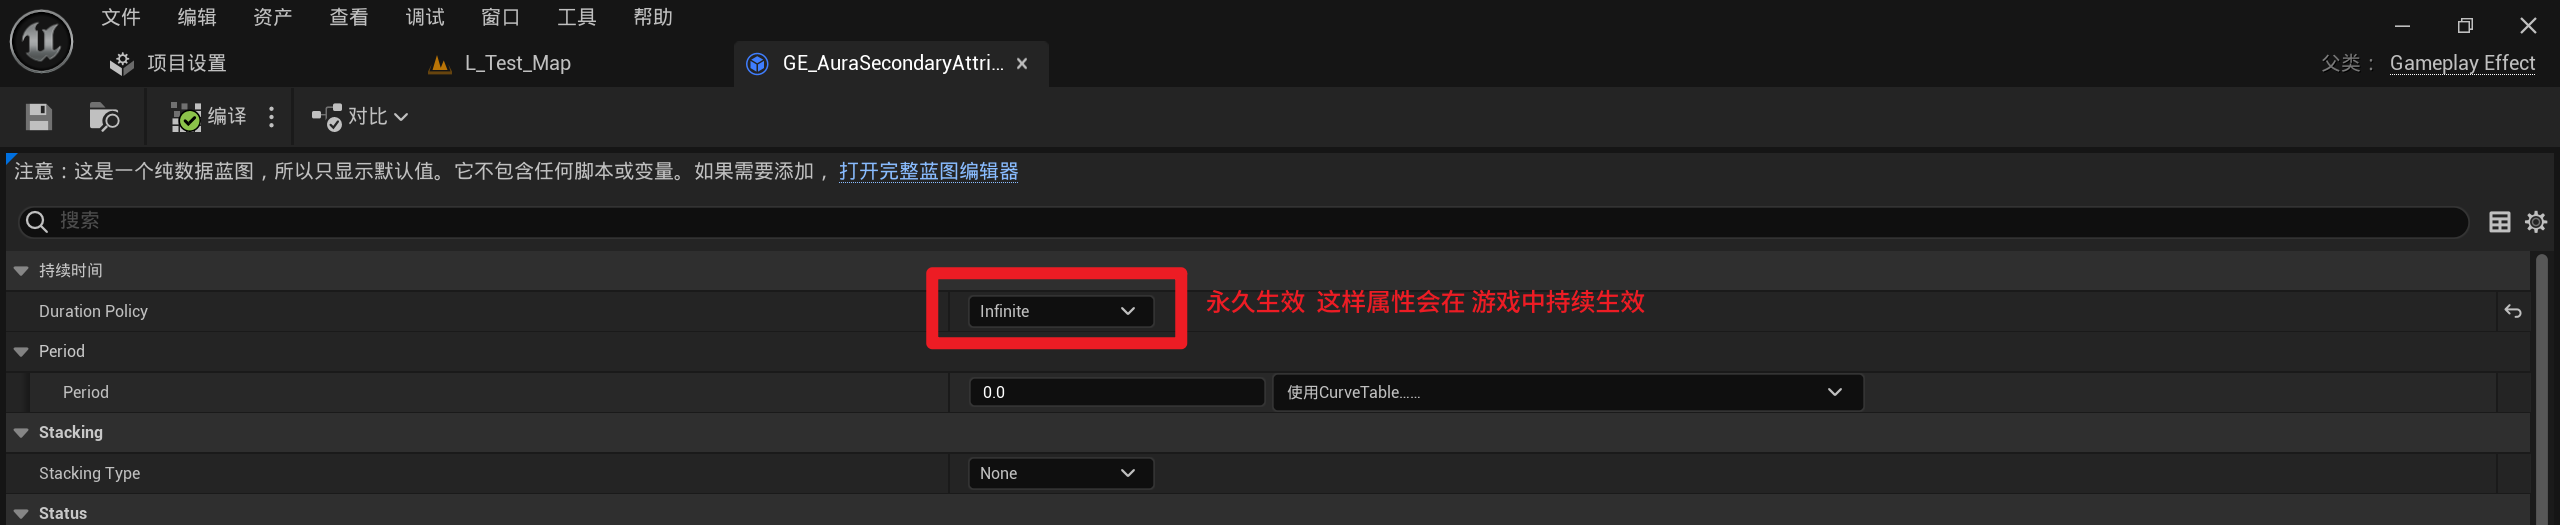 文件 编辑 资产 查看 调试 窗口 工具 帮助
项目设置 L_Test_Map GE_AuraSecondaryAttri... 父类： Gameplay Effect
编译 对比
注意：这是一个纯数据蓝图，所以只显示默认值。它不包含任何脚本或变量。如果需要添加， 打开完整蓝图编辑器
搜索
持续时间
Duration Policy Infinite 永久生效 这样属性会在 游戏中持续生效
Period
Period 0.0 使用CurveTable......
Stacking
Stacking Type None
Status